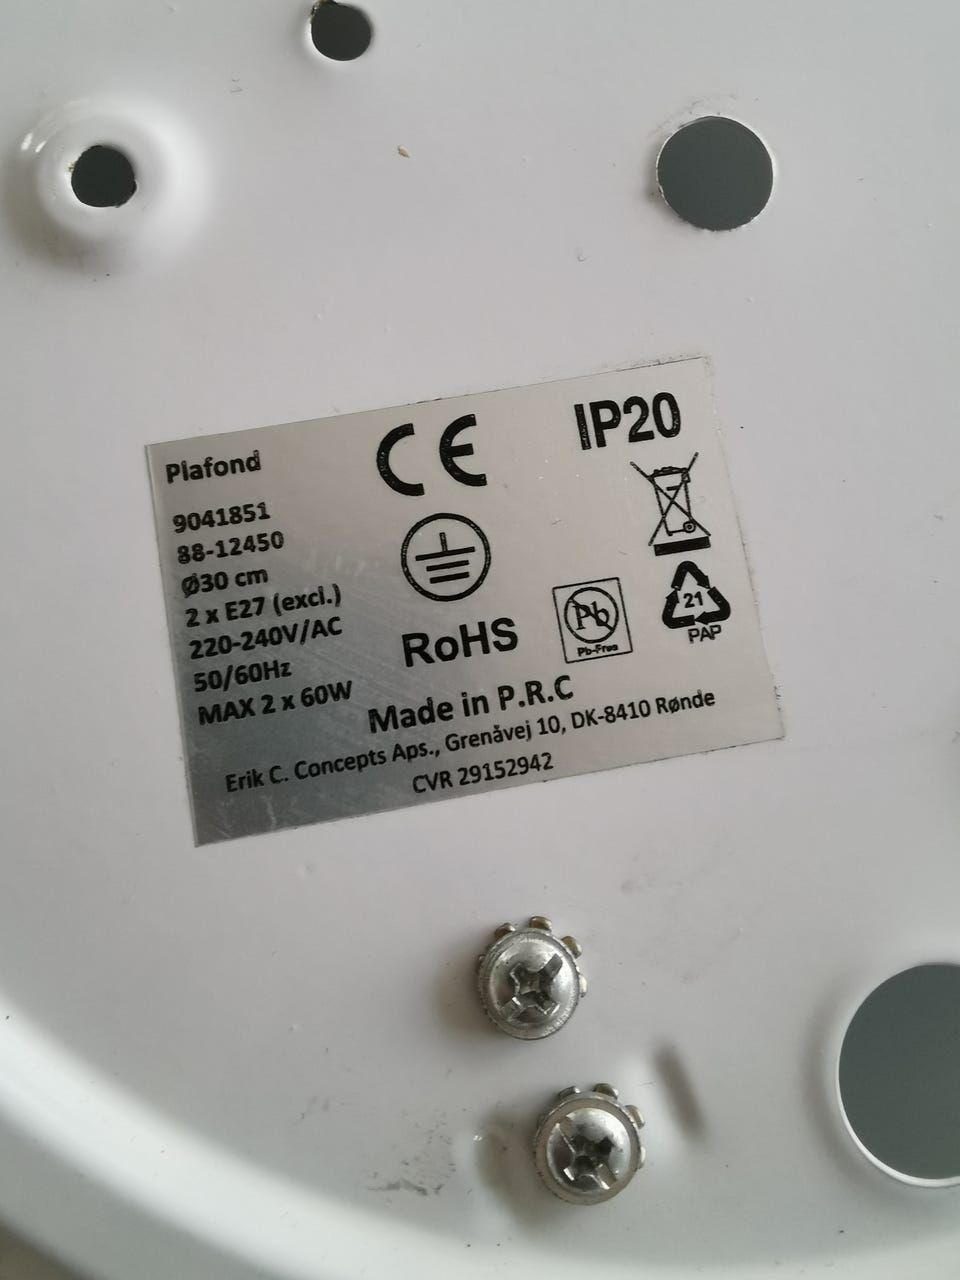 Plafond
9041851
88-12450
Ø30 cm
2 x E27 (excl.)
220-240V/AC
50/60Hz
MAX 2 x 60W
CE
IP20
RoHS
Pb
Pb-Free
21
PAP
Made in P.R.C
Erik C. Concepts Aps., Grenåvej 10, DK-8410 Rønde
CVR 29152942